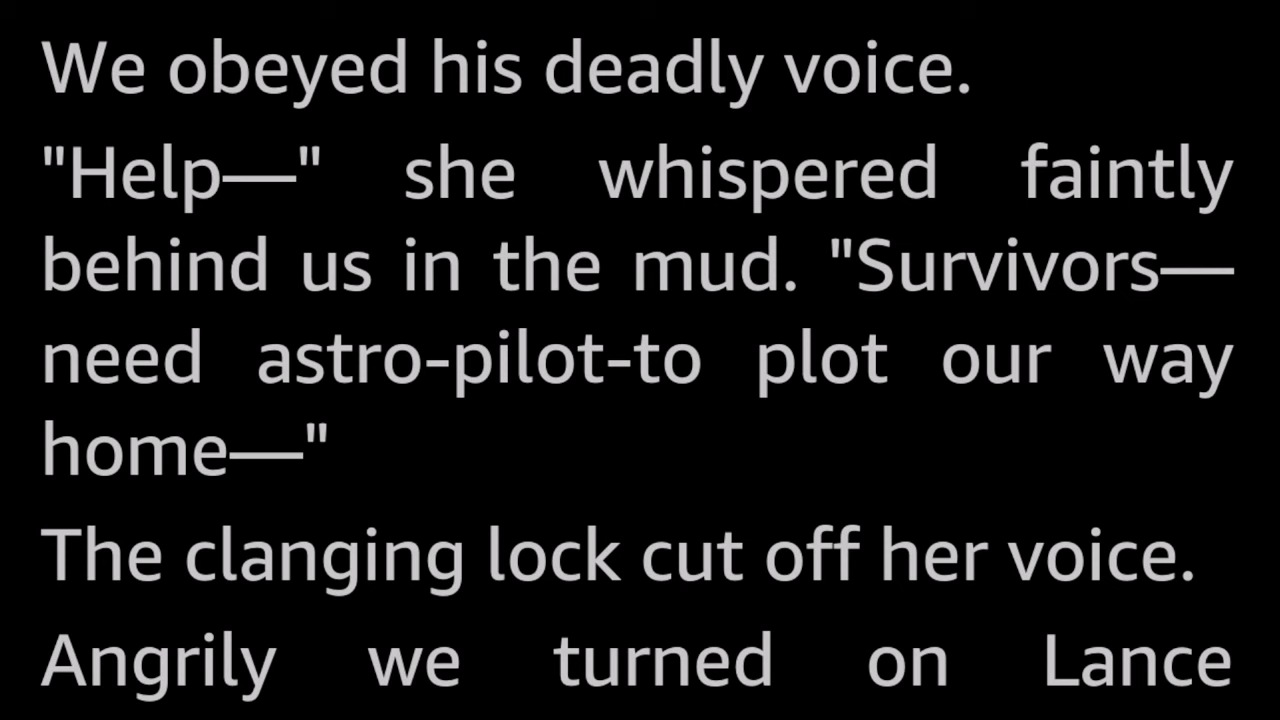 We obeyed his deadly voice.
"Help—" she whispered faintly
behind us in the mud. "Survivors—
need astro-pilot-to plot our way
home—"
The clanging lock cut off her voice.
Angrily we turned on Lance